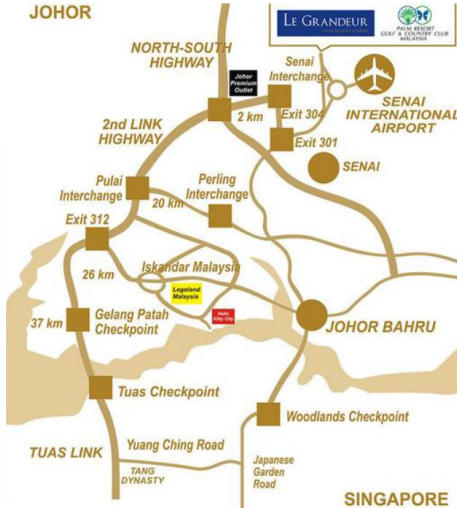 JOHOR
LE GRANDEUR
PALM RESORT
GOLF & COUNTRY CLUB
MALAYSIA
NORTH-SOUTH
HIGHWAY
Johor
Premium
Outlet
Senai
Interchange
2nd LINK
HIGHWAY
2 km
Exit 304
SENAI
INTERNATIONAL
AIRPORT
Exit 301
SENAI
Pulai
Interchange
20 km
Perling
Interchange
Exit 312
26 km
Iskandar Malaysia
Legoland
Malaysia
Hello
Kitty City
37 km
Gelang Patah
Checkpoint
JOHOR BAHRU
Tuas Checkpoint
Woodlands Checkpoint
TUAS LINK
Yuang Ching Road
TANG
DYNASTY
Japanese
Garden
Road
SINGAPORE